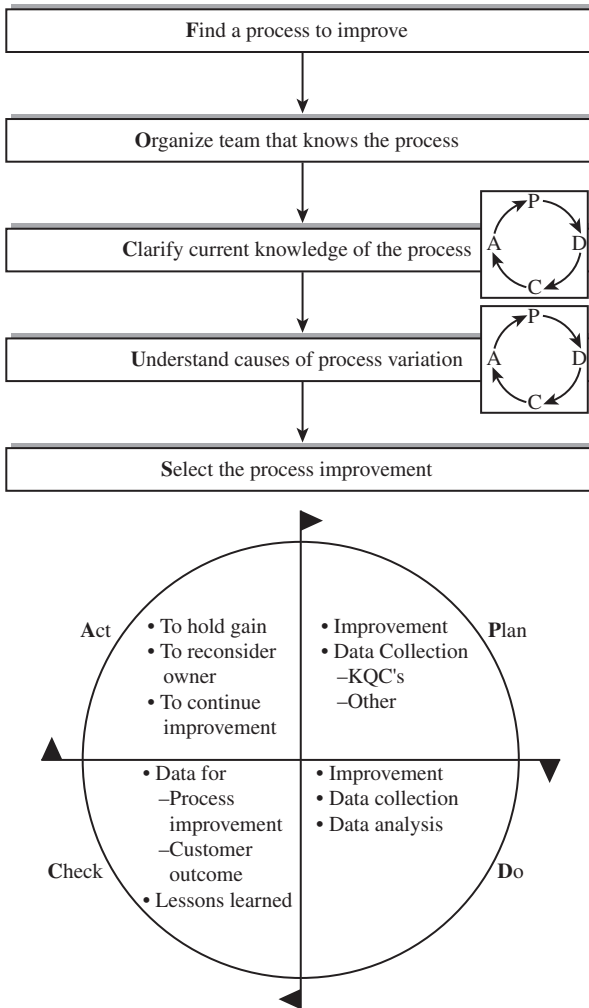 Find a process to improve
Organize team that knows the process
Clarify current knowledge of the process
P
A
D
C
Understand causes of process variation
P
A
D
C
Select the process improvement
Act
• To hold gain
• To reconsider
owner
• To continue
improvement
Plan
• Improvement
• Data Collection
–KQC's
–Other
Check
• Data for
–Process
improvement
–Customer
outcome
• Lessons learned
Do
• Improvement
• Data collection
• Data analysis